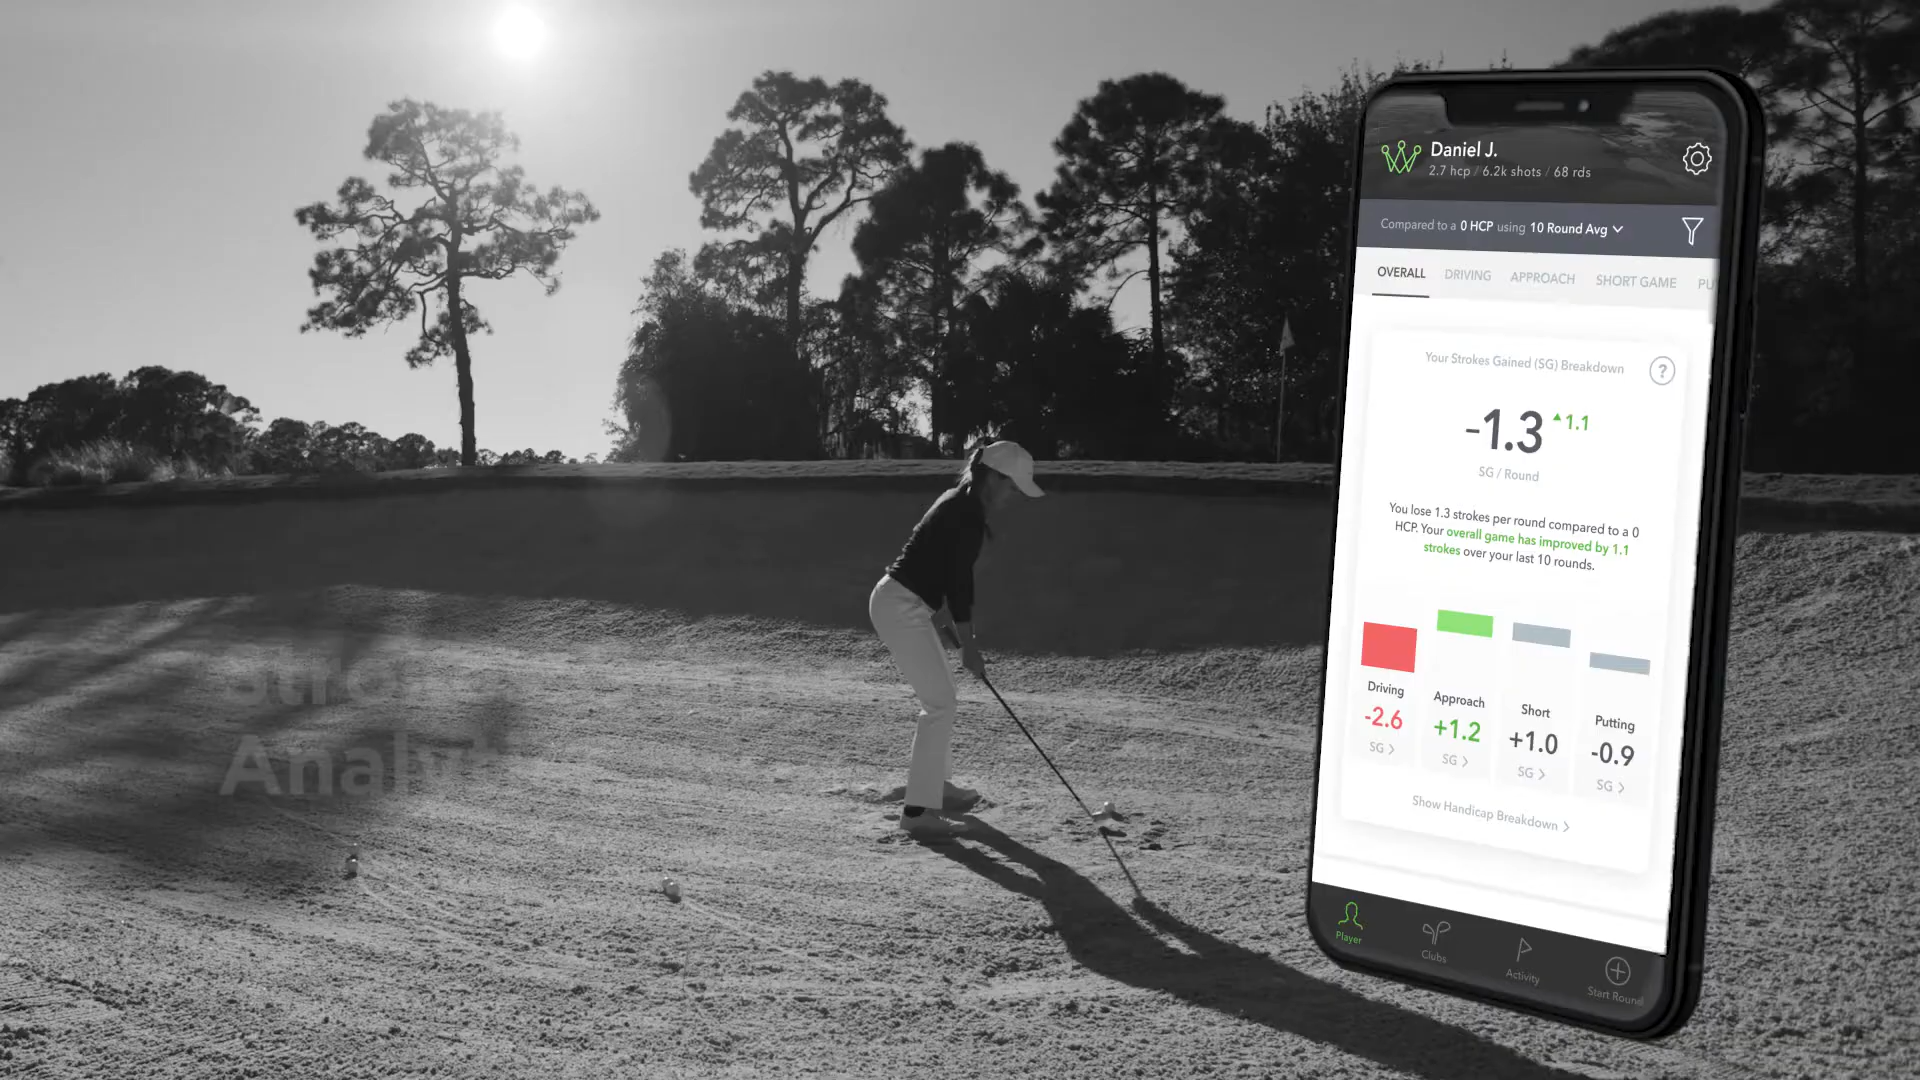 Daniel J.
2.7 hcp / 6.2k shots / 68 rds
Compared to a 0 HCP using 10 Round Avg
OVERALL DRIVING APPROACH SHORT GAME PU
Your Strokes Gained (SG) Breakdown
?
-1.3 ▲1.1
SG / Round
You lose 1.3 strokes per round compared to a 0
HCP. Your overall game has improved by 1.1
strokes over your last 10 rounds.
Driving Approach Short Putting
-2.6 +1.2 +1.0 -0.9
SG > SG > SG > SG >
Show Handicap Breakdown >
Player Clubs Activity Start Round